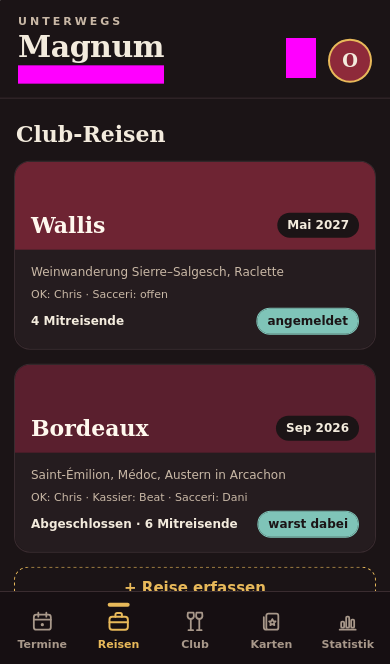 UNTERWEGS
Magnum
O
Club-Reisen
Wallis
Mai 2027
Weinwanderung Sierre–Salgesch, Raclette
OK: Chris · Sacceri: offen
4 Mitreisende
angemeldet
Bordeaux
Sep 2026
Saint-Émilion, Médoc, Austern in Arcachon
OK: Chris · Kassier: Beat · Sacceri: Dani
Abgeschlossen · 6 Mitreisende
warst dabei
+ Reise erfassen
Termine
Reisen
Club
Karten
Statistik